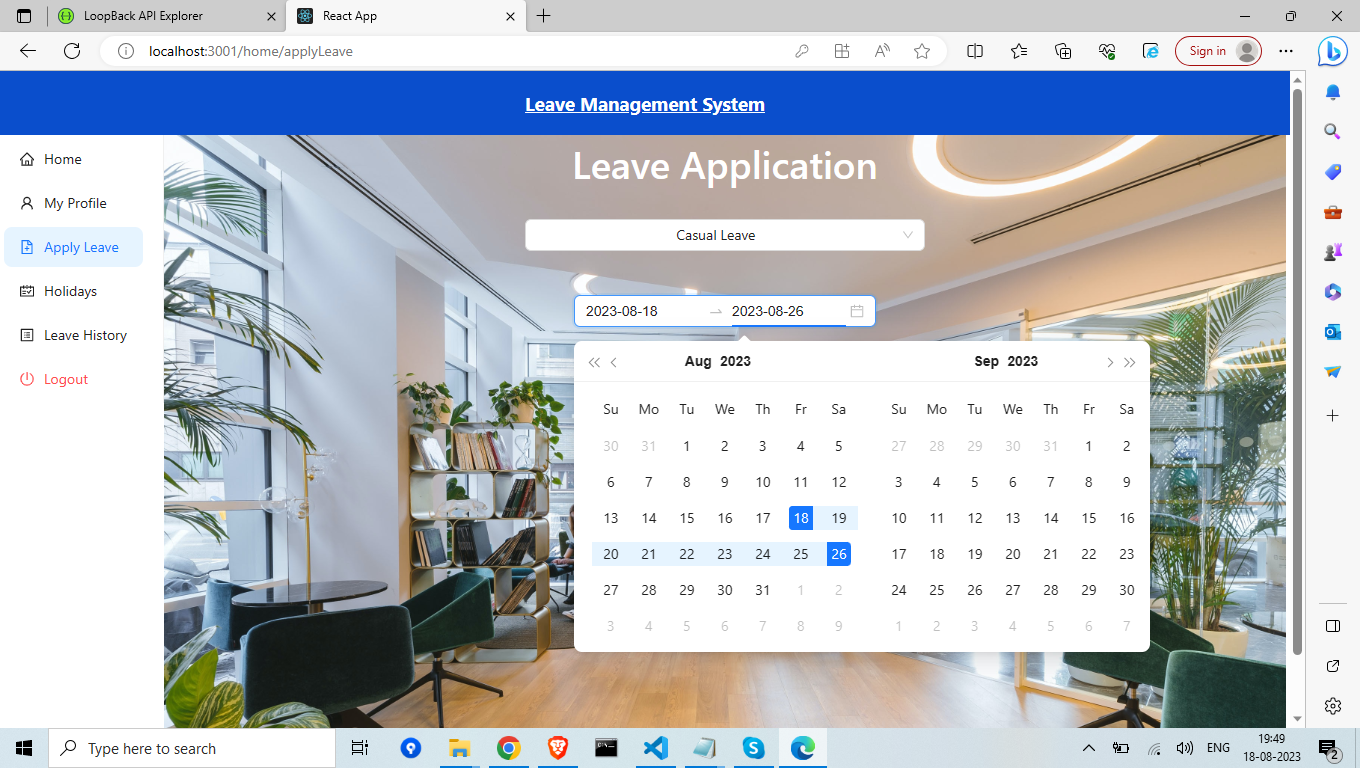 LoopBack API Explorer
React App
localhost:3001/home/applyLeave
Sign in
Leave Management System
Home
My Profile
Apply Leave
Holidays
Leave History
Logout
Leave Application
Casual Leave
2023-08-18 → 2023-08-26
Aug 2023
Su Mo Tu We Th Fr Sa
30 31 1 2 3 4 5
6 7 8 9 10 11 12
13 14 15 16 17 18 19
20 21 22 23 24 25 26
27 28 29 30 31 1 2
3 4 5 6 7 8 9
Sep 2023
Su Mo Tu We Th Fr Sa
27 28 29 30 31 1 2
3 4 5 6 7 8 9
10 11 12 13 14 15 16
17 18 19 20 21 22 23
24 25 26 27 28 29 30
1 2 3 4 5 6 7
Type here to search
ENG
19:49
18-08-2023
2